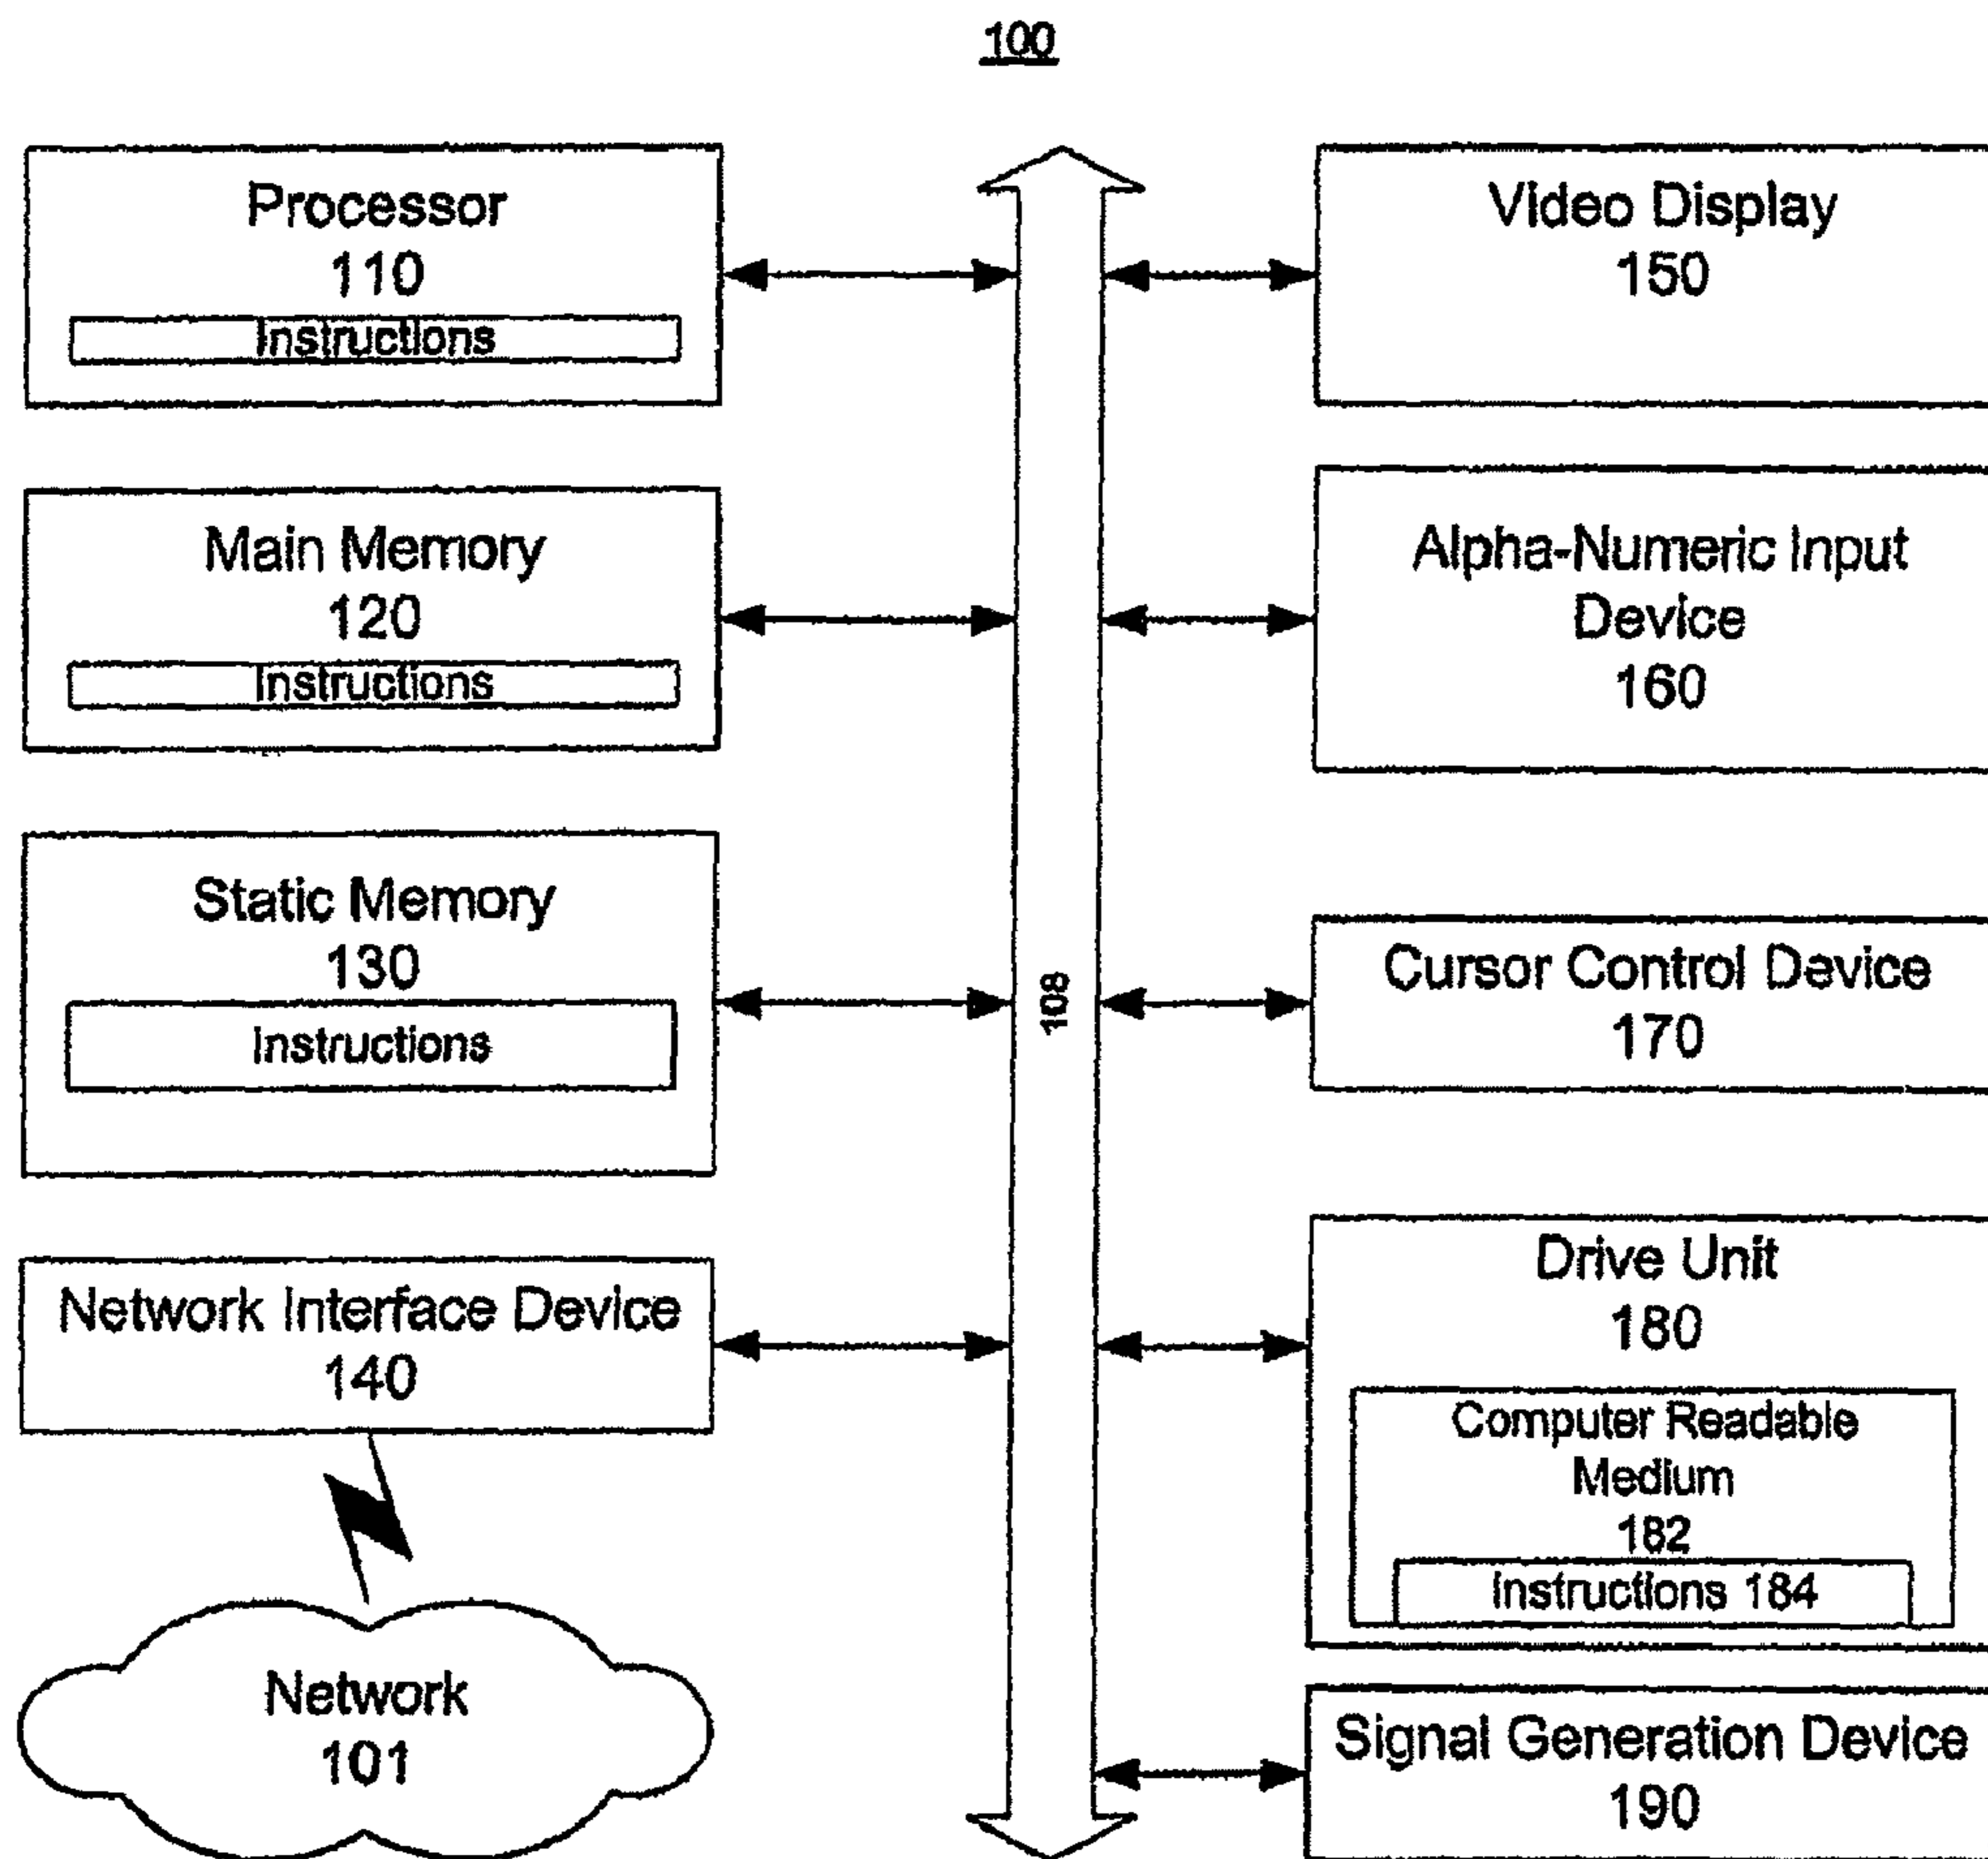 100
Processor
110
Instructions
Main Memory
120
Instructions
Static Memory
130
Instructions
Network Interface Device
140
Network
101
108
Video Display
150
Alpha-Numeric Input
Device
160
Cursor Control Device
170
Drive Unit
180
Computer Readable
Medium
182
Instructions 184
Signal Generation Device
190